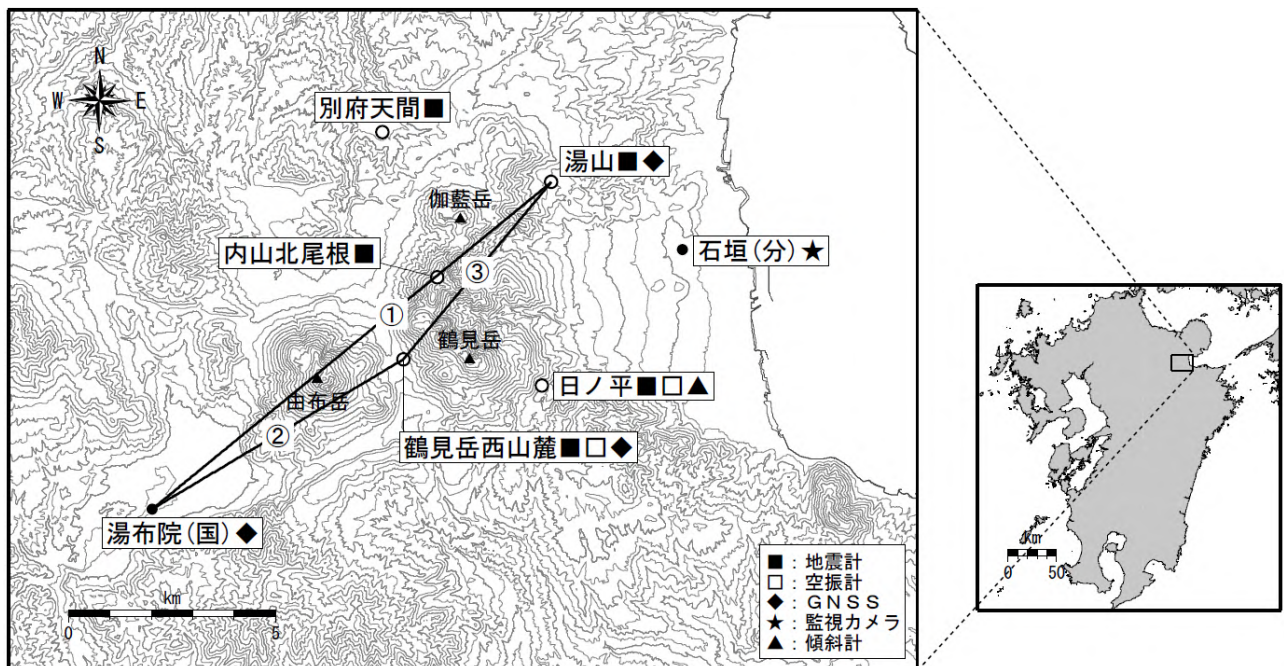 N
W E
S
別府天間■
湯山■◆
伽藍岳
内山北尾根■
石垣(分)★
③
①
鶴見岳
日ノ平■□▲
由布岳
②
鶴見岳西山麓■□◆
湯布院(国)◆
km
0 5
■:地震計
□:空振計
◆:GNSS
★:監視カメラ
▲:傾斜計
km
0 50